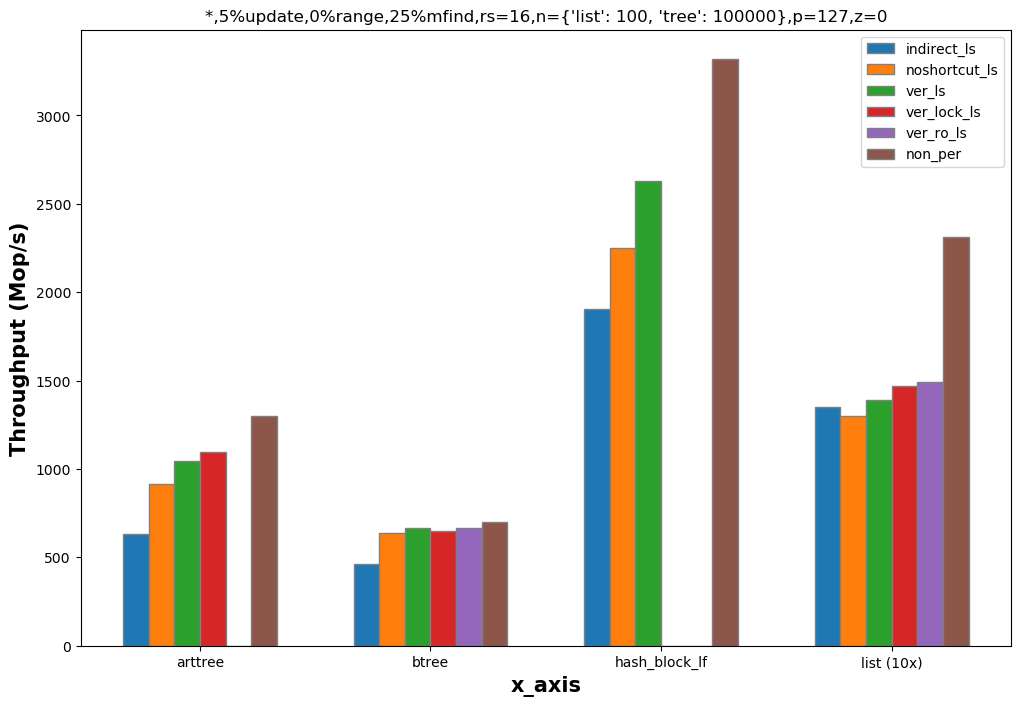 *,5%update,0%range,25%mfind,rs=16,n={'list': 100, 'tree': 100000},p=127,z=0
indirect_ls
noshortcut_ls
ver_ls
ver_lock_ls
ver_ro_ls
non_per
Throughput (Mop/s)
3000
2500
2000
1500
1000
500
0
arttree
btree
hash_block_lf
list (10x)
x_axis